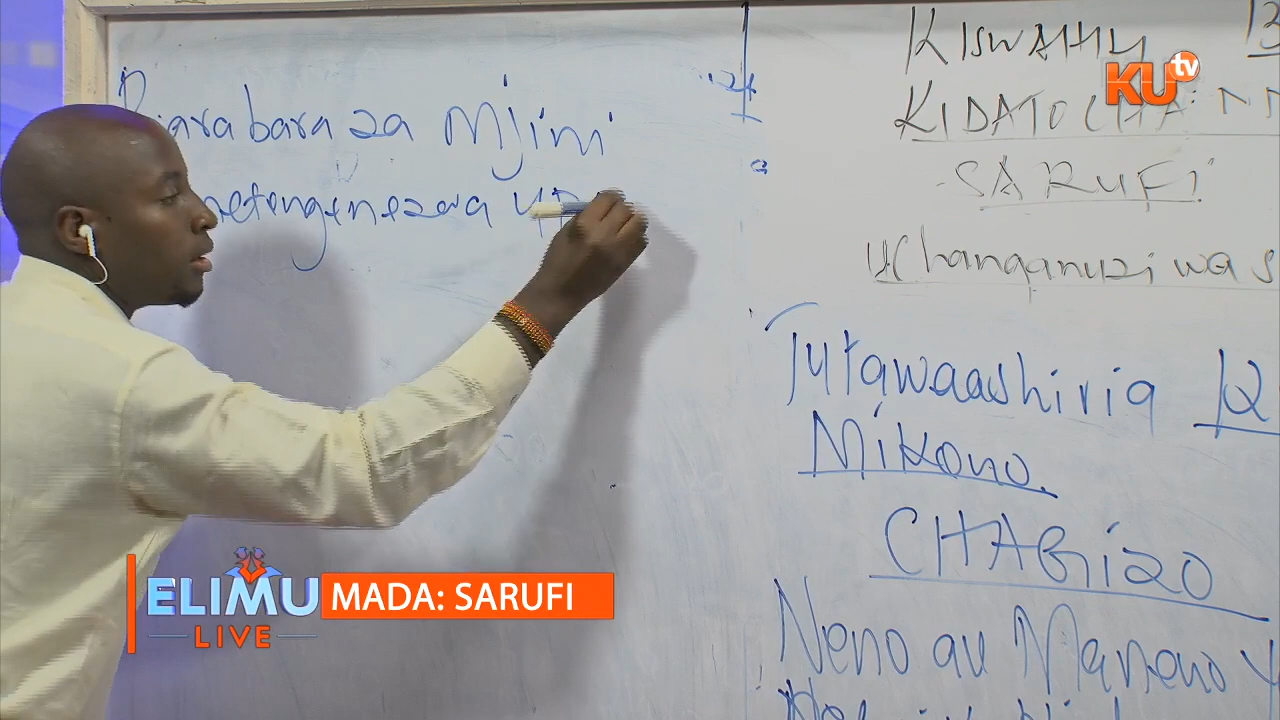 Barabara za Mjini
KISWAHILI 13
KIDATO CHA
SARUFI
Uchanganuzi wa S
Tutawaashiria K
Mikono.
CHAGIZO
Neno au Maneno Y
KU tv
ELIMU
LIVE
MADA: SARUFI